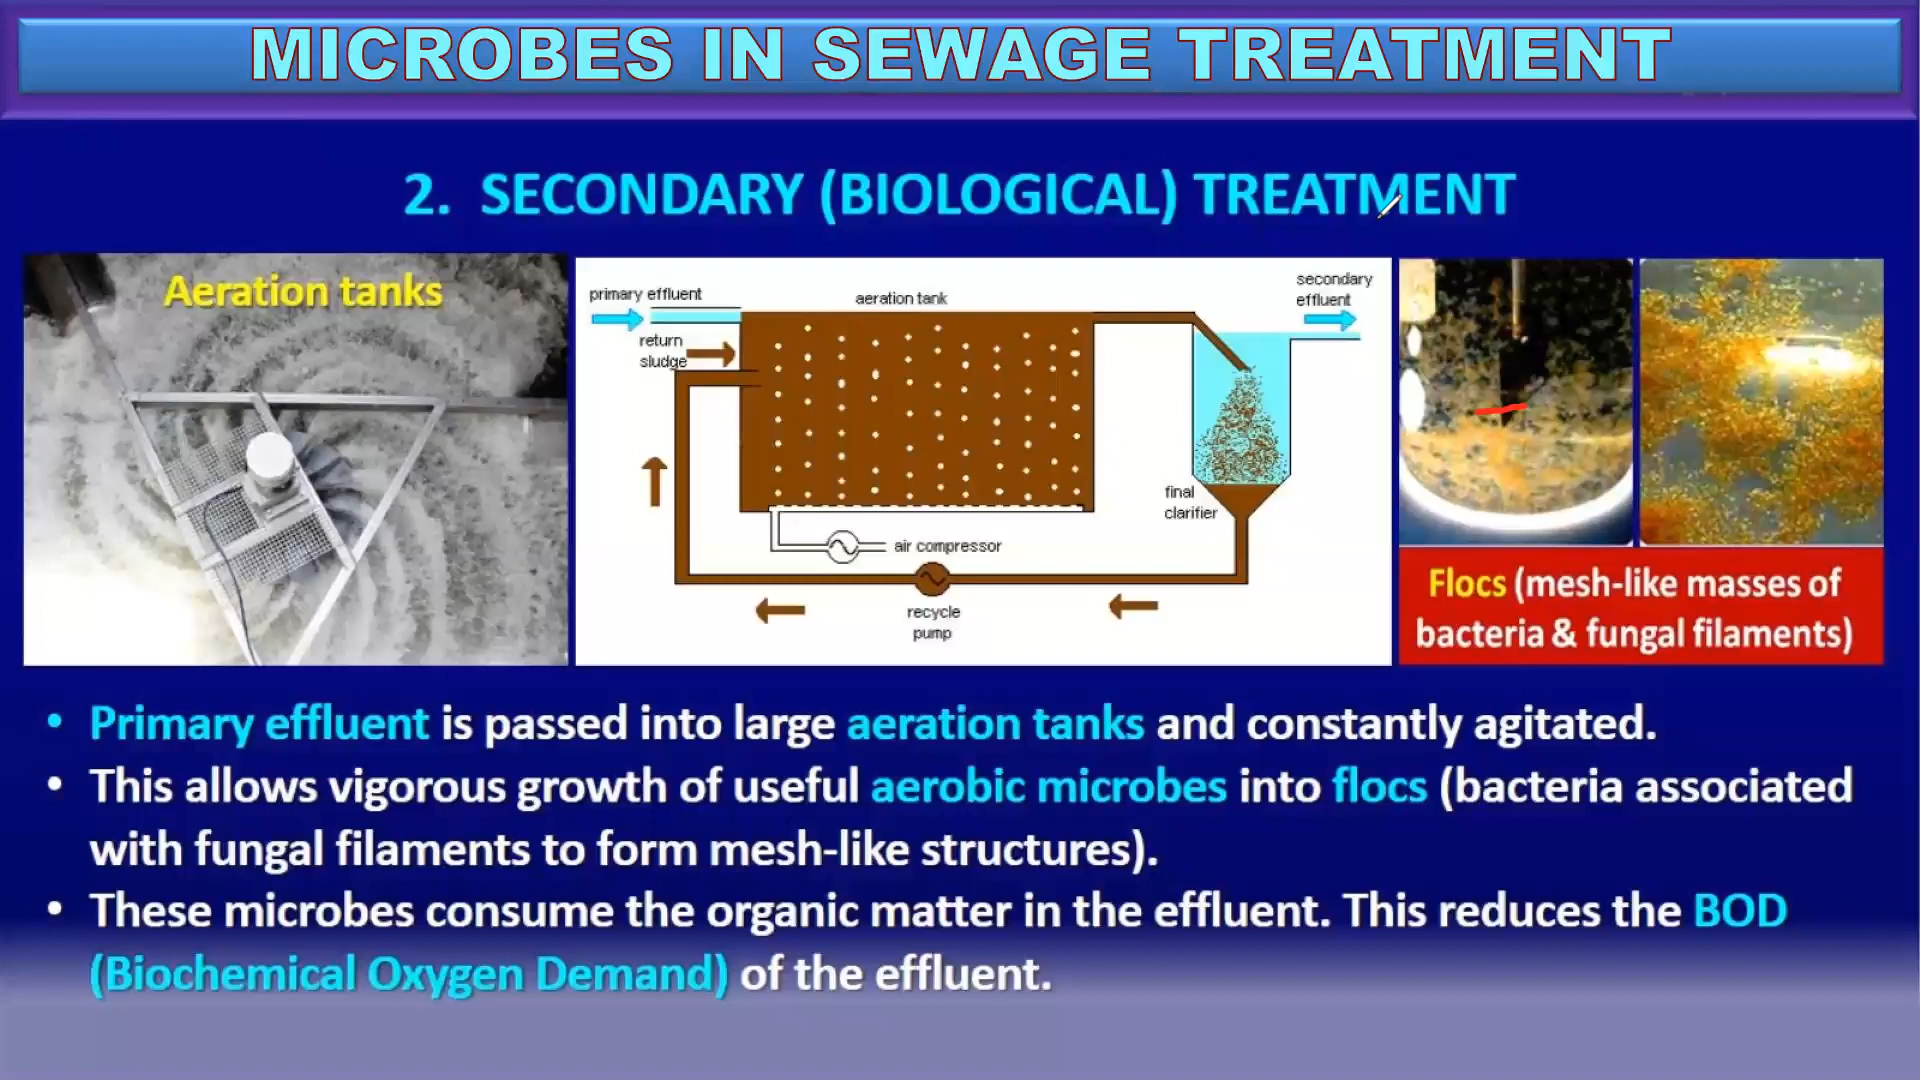 MICROBES IN SEWAGE TREATMENT
2. SECONDARY (BIOLOGICAL) TREATMENT
Aeration tanks
primary effluent
return
sludge
aeration tank
secondary
effluent
final
clarifier
air compressor
recycle
pump
Flocs (mesh-like masses of
bacteria & fungal filaments)
• Primary effluent is passed into large aeration tanks and constantly agitated.
• This allows vigorous growth of useful aerobic microbes into flocs (bacteria associated
with fungal filaments to form mesh-like structures).
• These microbes consume the organic matter in the effluent. This reduces the BOD
(Biochemical Oxygen Demand) of the effluent.